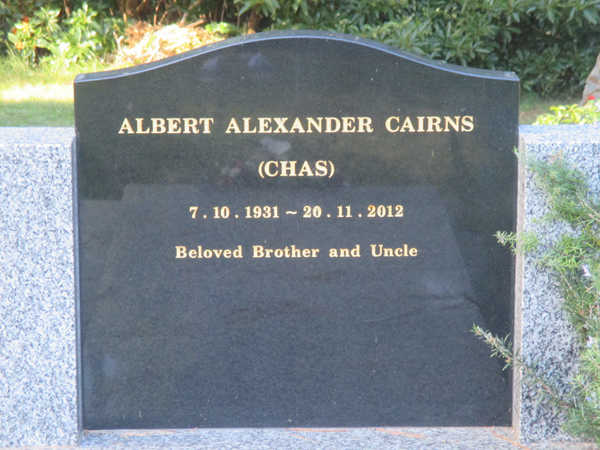 ALBERT ALEXANDER CAIRNS
(CHAS)
7 . 10 . 1931 ~ 20 . 11 . 2012
Beloved Brother and Uncle